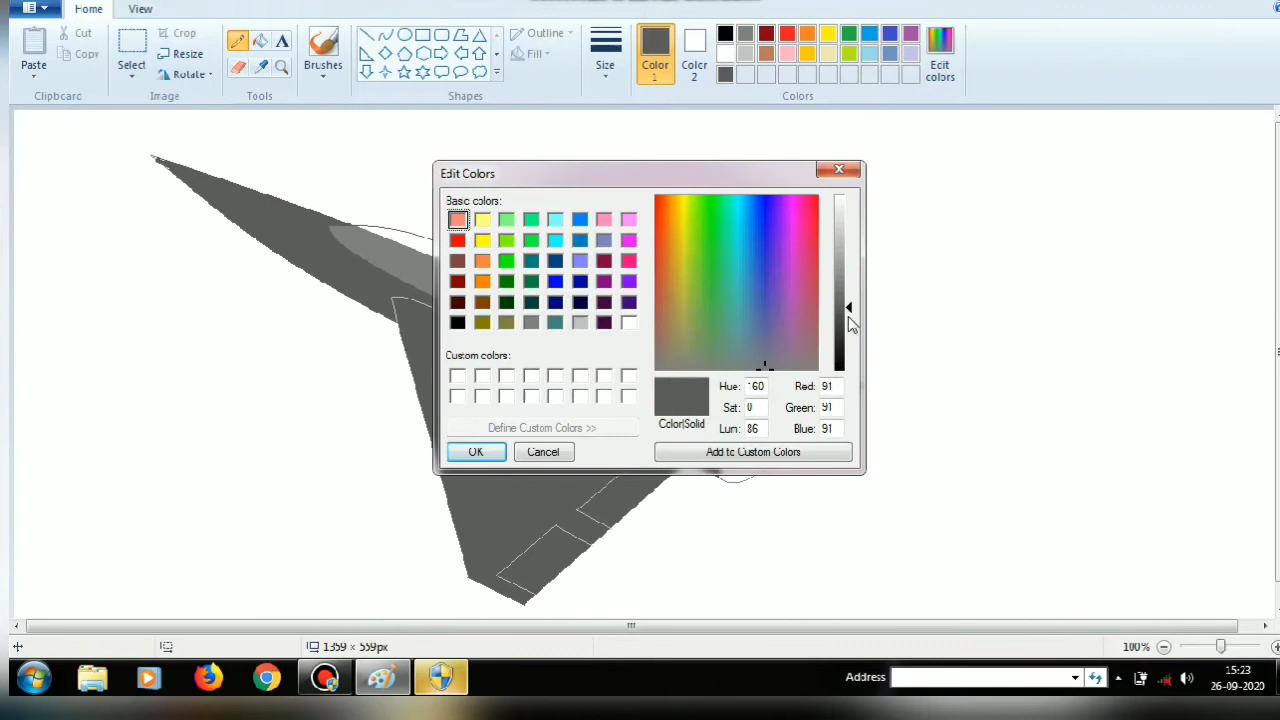 Home View
Cut
Copy
Paste
Clipboard
Select
Crop
Resize
Rotate
Image
A
Tools
Brushes
Shapes
Outline
Fill
Size
Color
1
Color
2
Edit
colors
Colors
Edit Colors
Basic colors:
Custom colors:
Define Custom Colors >>
OK Cancel
Color|Solid
Hue: 160 Red: 91
Sat: 0 Green: 91
Lum: 86 Blue: 91
Add to Custom Colors
1359 × 559px
100%
Address
15:23
26-09-2020